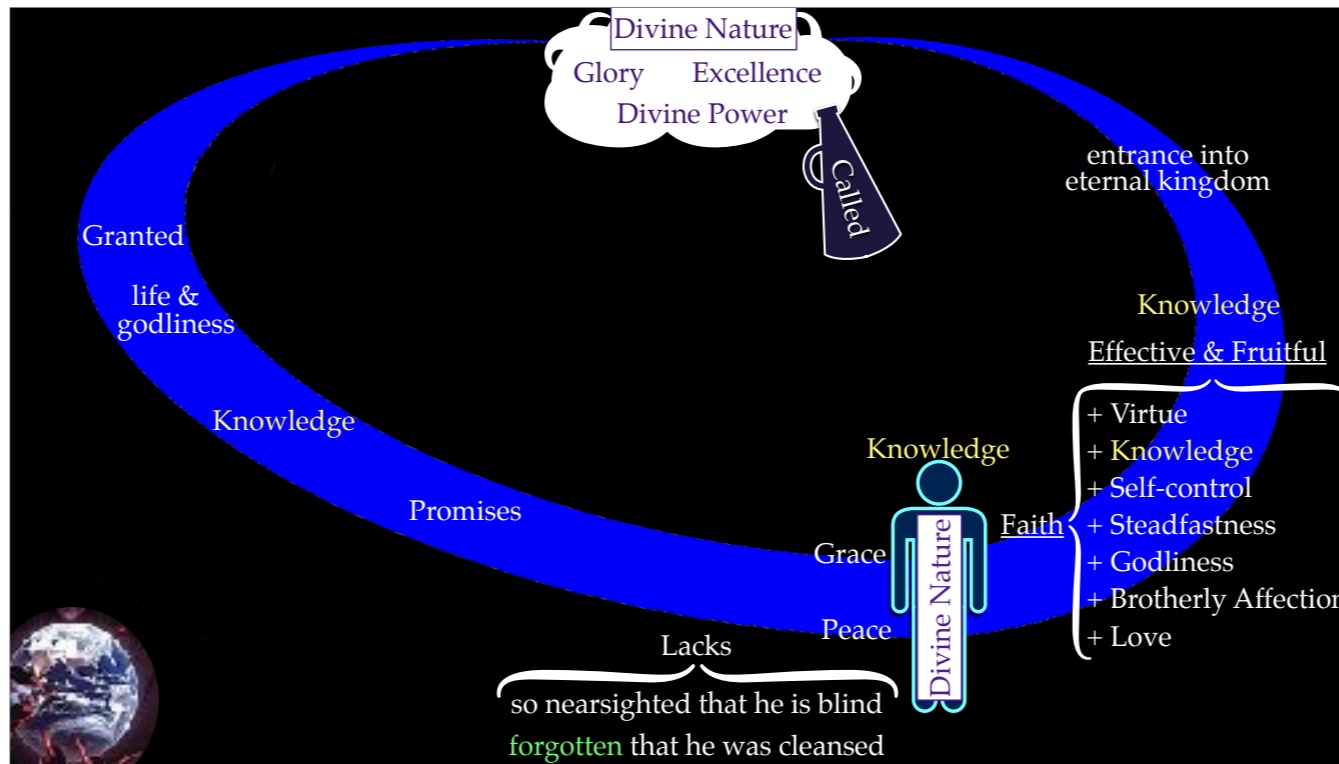 Divine Nature
Glory Excellence
Divine Power
Called
entrance into
eternal kingdom
Granted
life &
godliness
Knowledge
Promises
Grace
Peace
Knowledge
Divine Nature
Knowledge
Effective & Fruitful
Faith
+ Virtue
+ Knowledge
+ Self-control
+ Steadfastness
+ Godliness
+ Brotherly Affection
+ Love
Lacks
so nearsighted that he is blind
forgotten that he was cleansed